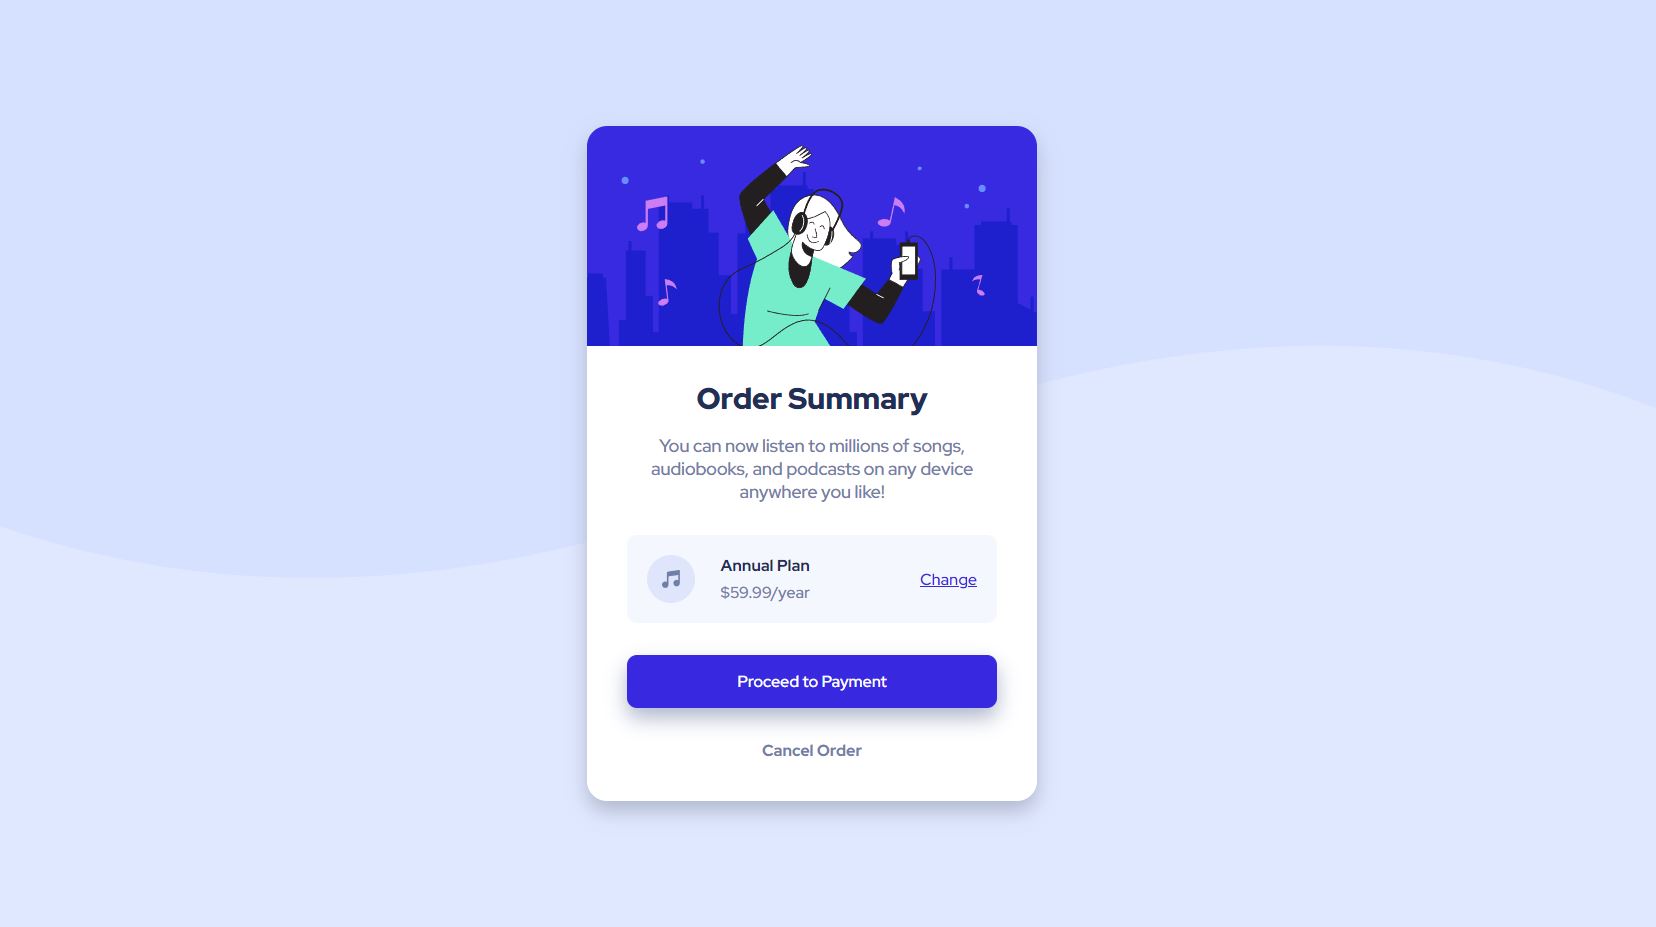 Order Summary
You can now listen to millions of songs,
audiobooks, and podcasts on any device
anywhere you like!
Annual Plan
$59.99/year
Change
Proceed to Payment
Cancel Order